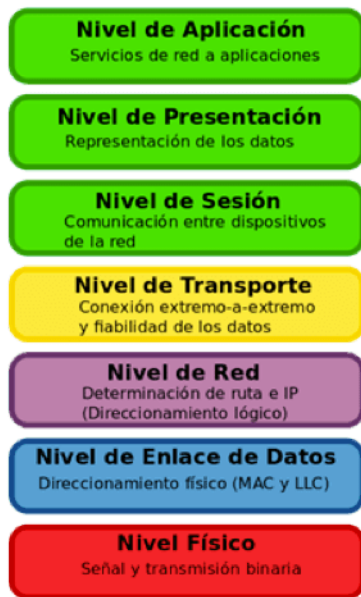 Nivel de Aplicación
Servicios de red a aplicaciones
Nivel de Presentación
Representación de los datos
Nivel de Sesión
Comunicación entre dispositivos
de la red
Nivel de Transporte
Conexión extremo-a-extremo
y fiabilidad de los datos
Nivel de Red
Determinación de ruta e IP
(Direccionamiento lógico)
Nivel de Enlace de Datos
Direccionamiento físico (MAC y LLC)
Nivel Físico
Señal y transmisión binaria